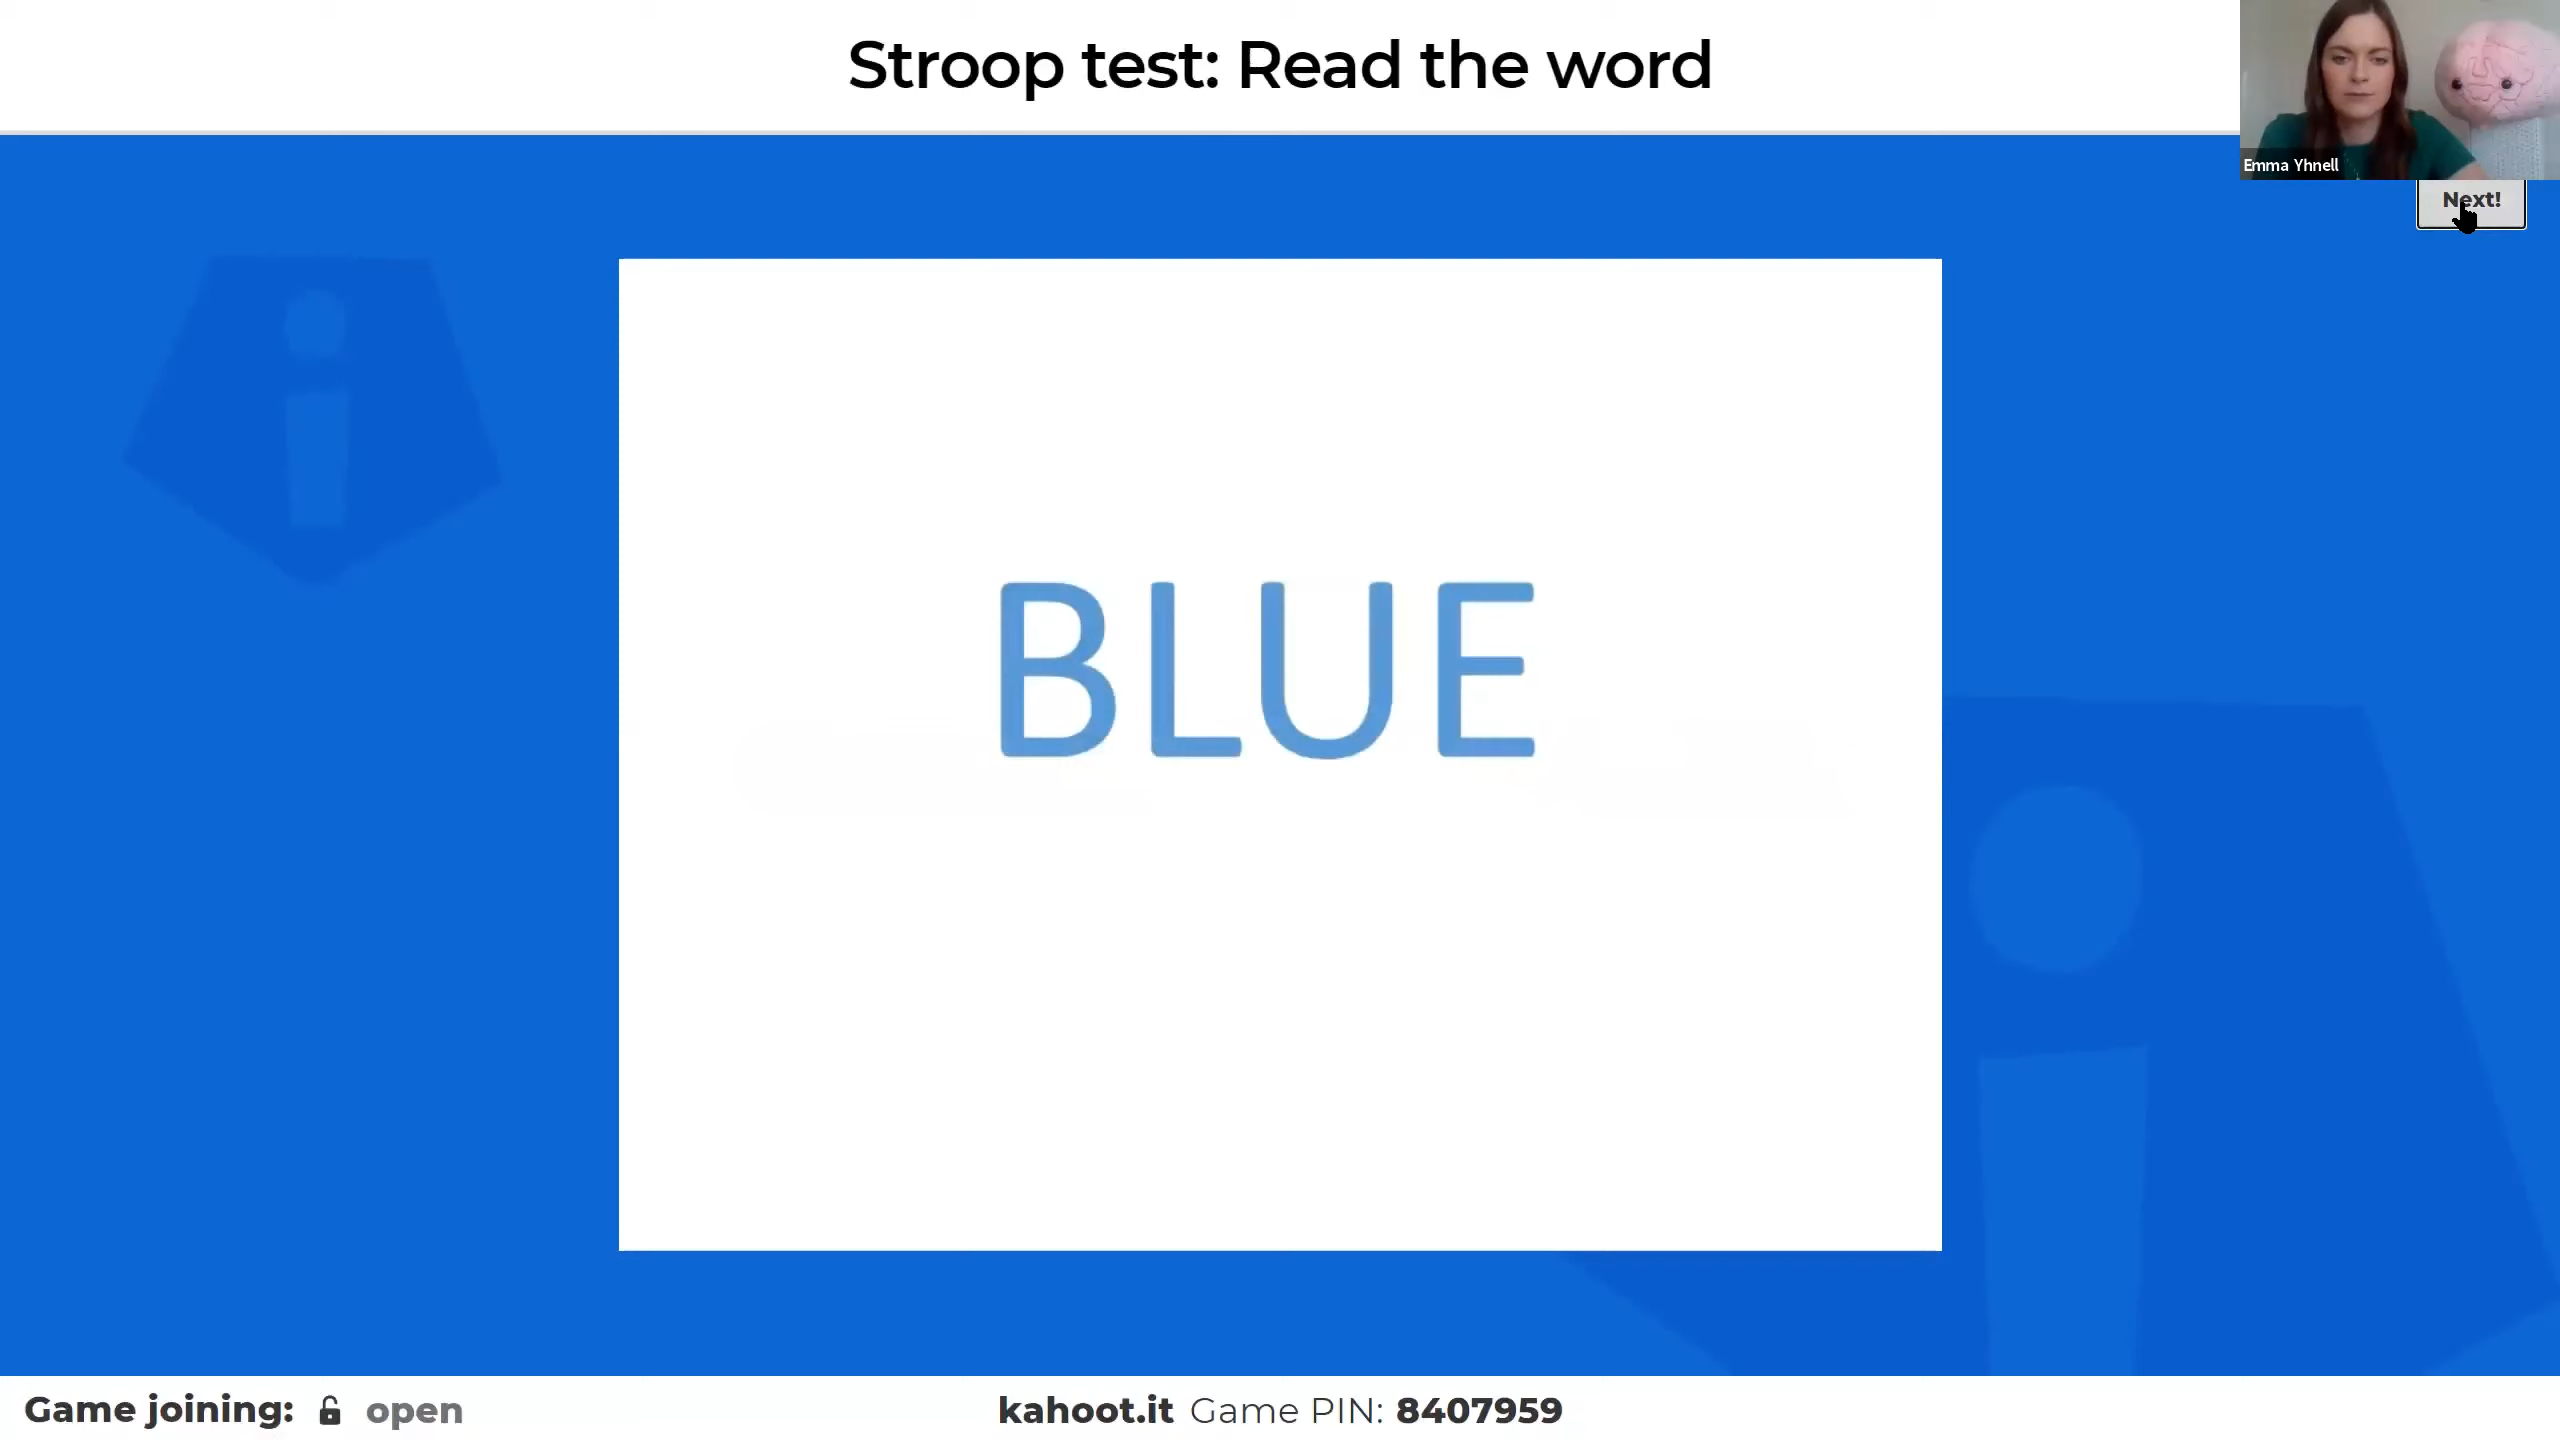 Stroop test: Read the word
Emma Yhnell
Next!
BLUE
Game joining: open
kahoot.it Game PIN: 8407959